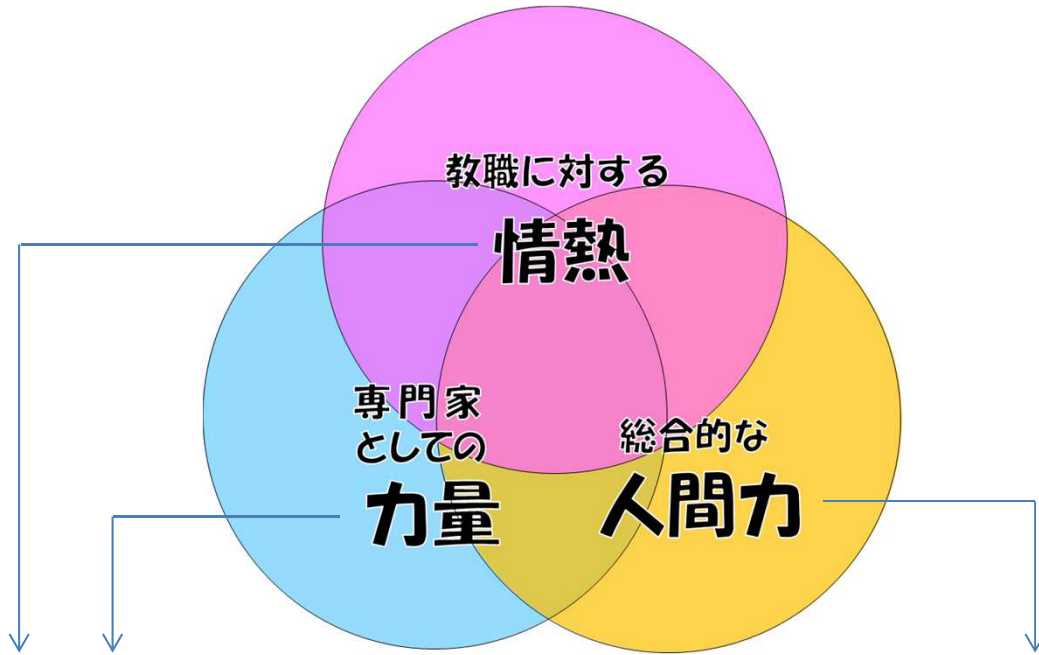 教職に対する
情熱
専門家
としての
力量
総合的な
人間力